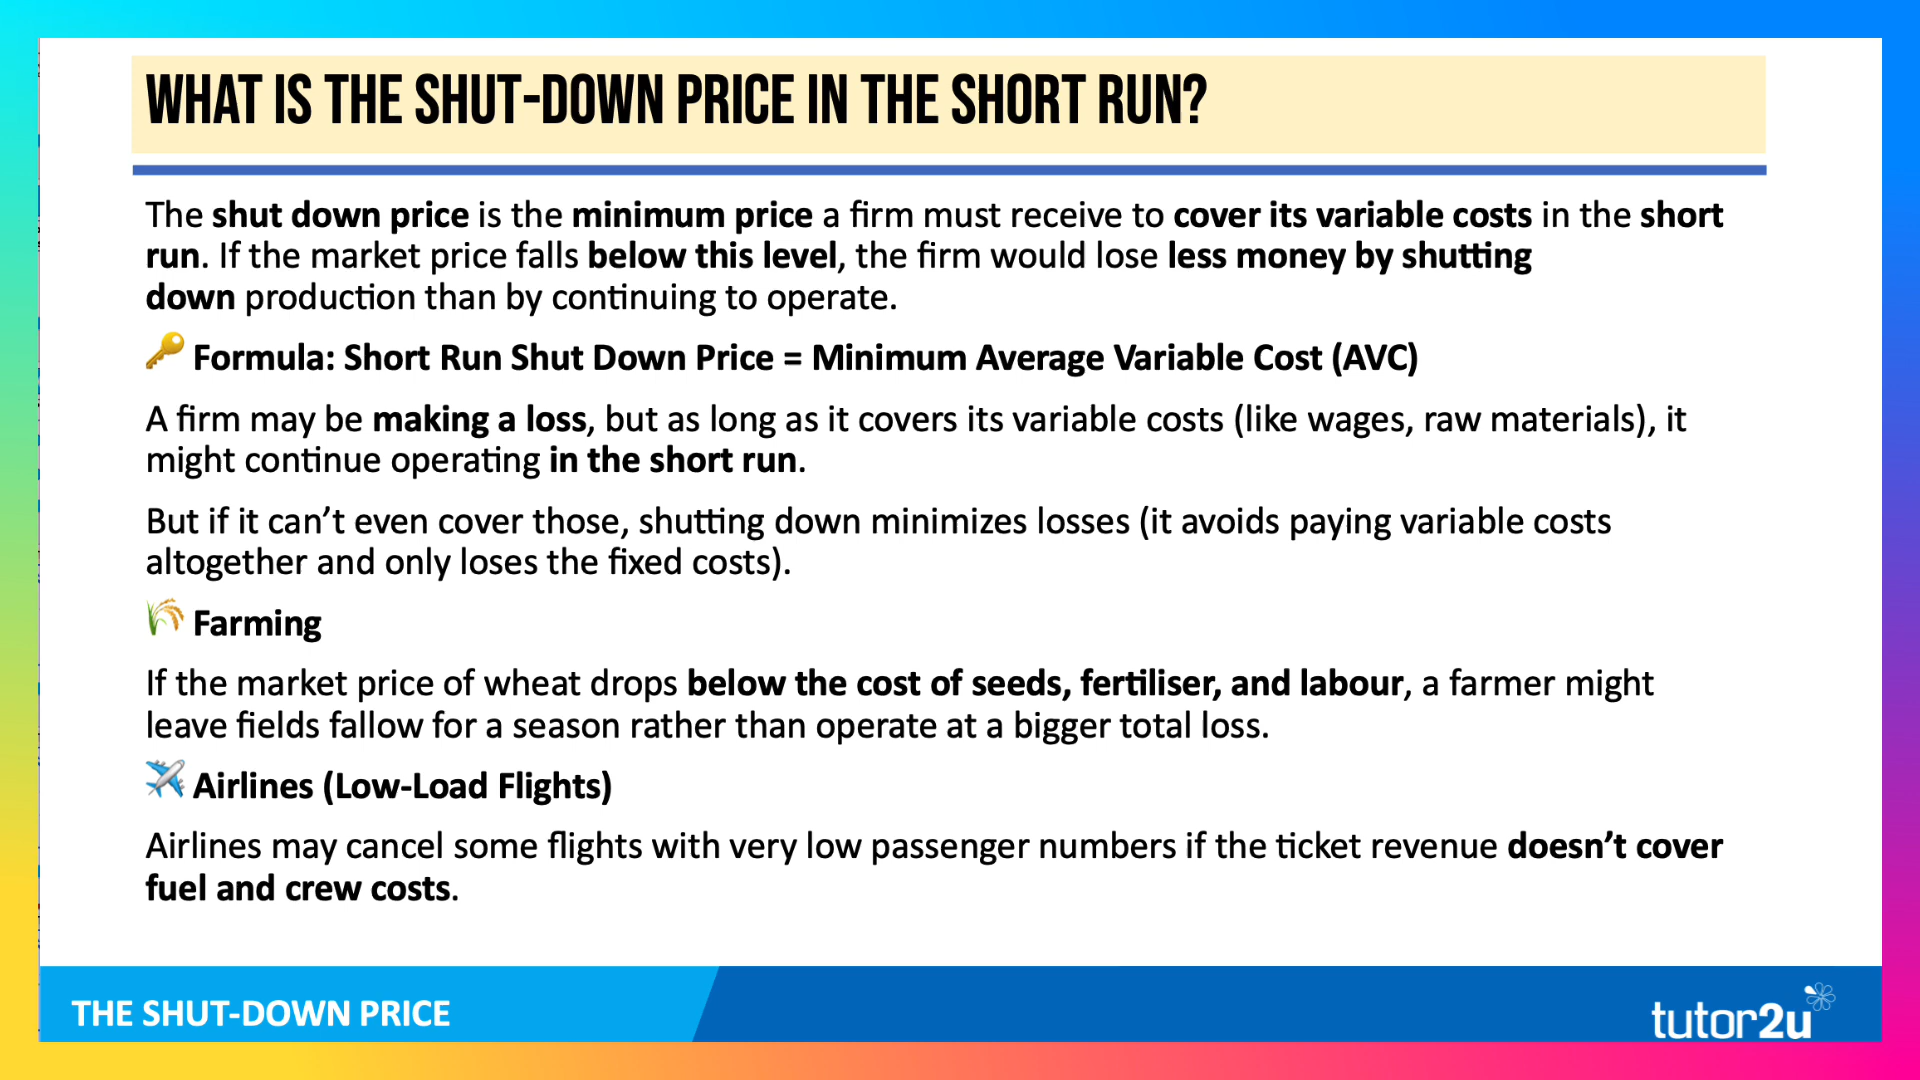 WHAT IS THE SHUT-DOWN PRICE IN THE SHORT RUN?
The shut down price is the minimum price a firm must receive to cover its variable costs in the short
run. If the market price falls below this level, the firm would lose less money by shutting
down production than by continuing to operate.
🔑 Formula: Short Run Shut Down Price = Minimum Average Variable Cost (AVC)
A firm may be making a loss, but as long as it covers its variable costs (like wages, raw materials), it
might continue operating in the short run.
But if it can’t even cover those, shutting down minimizes losses (it avoids paying variable costs
altogether and only loses the fixed costs).
🌾 Farming
If the market price of wheat drops below the cost of seeds, fertiliser, and labour, a farmer might
leave fields fallow for a season rather than operate at a bigger total loss.
✈️ Airlines (Low-Load Flights)
Airlines may cancel some flights with very low passenger numbers if the ticket revenue doesn’t cover
fuel and crew costs.
THE SHUT-DOWN PRICE
tutor2u